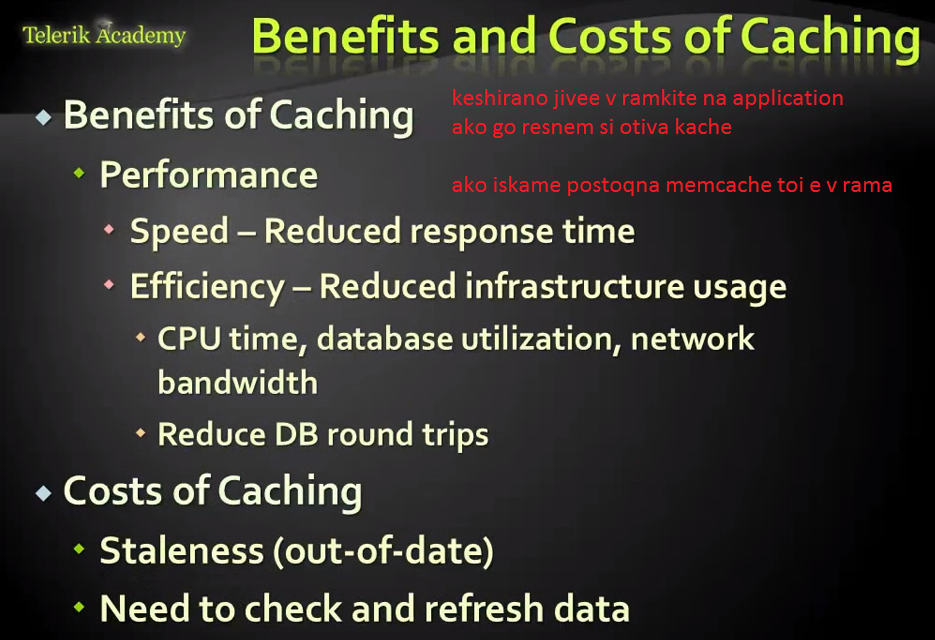 Telerik Academy
Benefits and Costs of Caching
Benefits of Caching
keshirano jivee v ramkite na application
ako go resnem si otiva kache
Performance
ako iskame postoqna memcache toi e v rama
Speed – Reduced response time
Efficiency – Reduced infrastructure usage
CPU time, database utilization, network
bandwidth
Reduce DB round trips
Costs of Caching
Staleness (out-of-date)
Need to check and refresh data